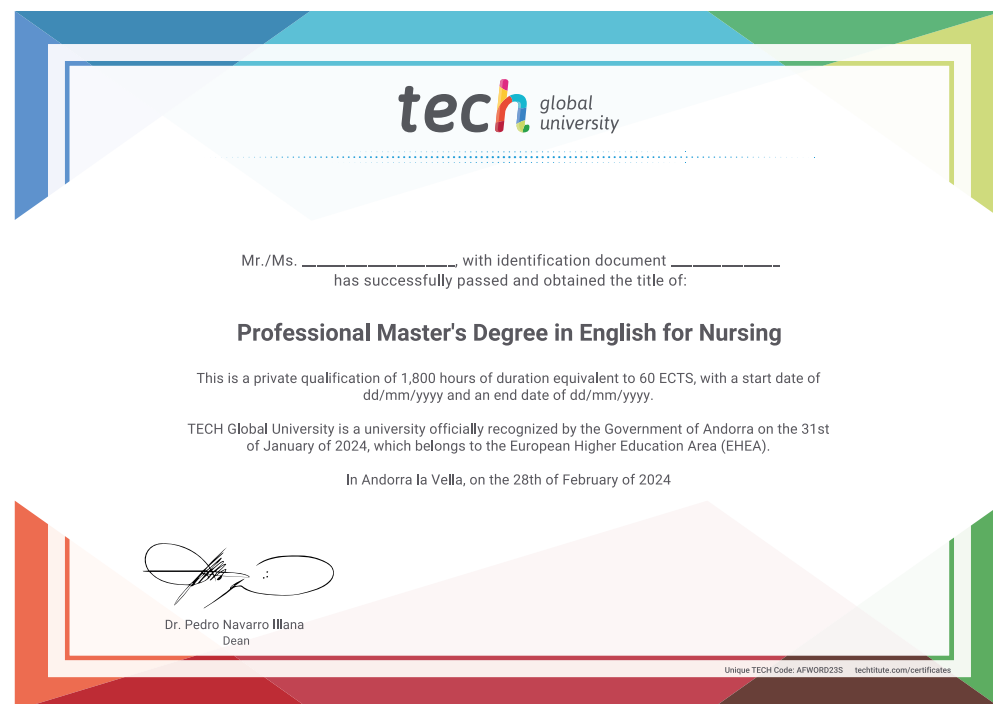 tech global
university
Mr./Ms. ____________________, with identification document ______________
has successfully passed and obtained the title of:
Professional Master's Degree in English for Nursing
This is a private qualification of 1,800 hours of duration equivalent to 60 ECTS, with a start date of
dd/mm/yyyy and an end date of dd/mm/yyyy.
TECH Global University is a university officially recognized by the Government of Andorra on the 31st
of January of 2024, which belongs to the European Higher Education Area (EHEA).
In Andorra la Vella, on the 28th of February of 2024
Dr. Pedro Navarro Illana
Dean
Unique TECH Code: AFWORD23S techtitute.com/certificates